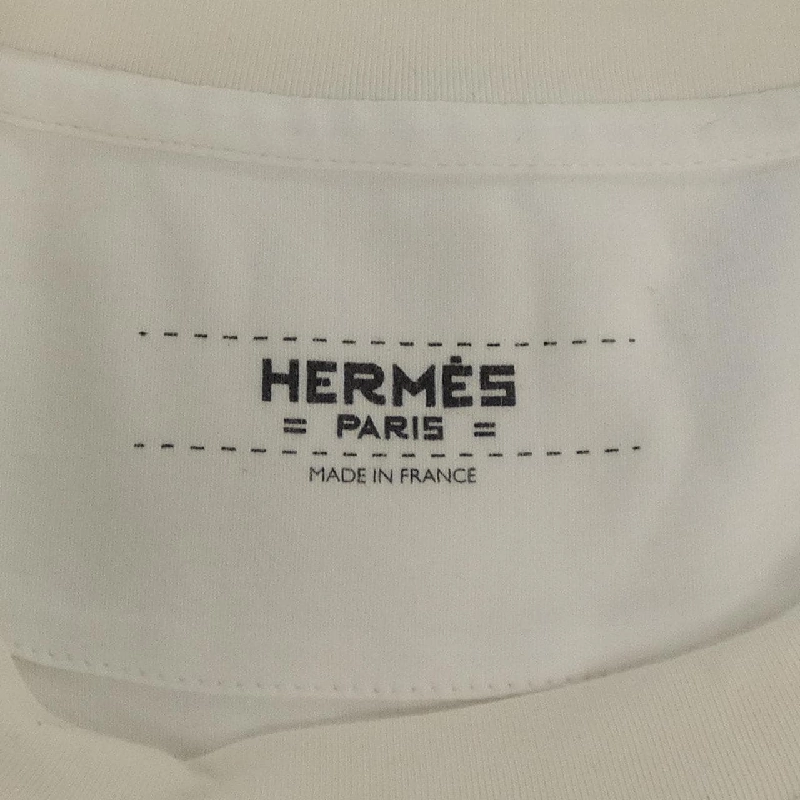 HERMÈS
= PARIS =
MADE IN FRANCE